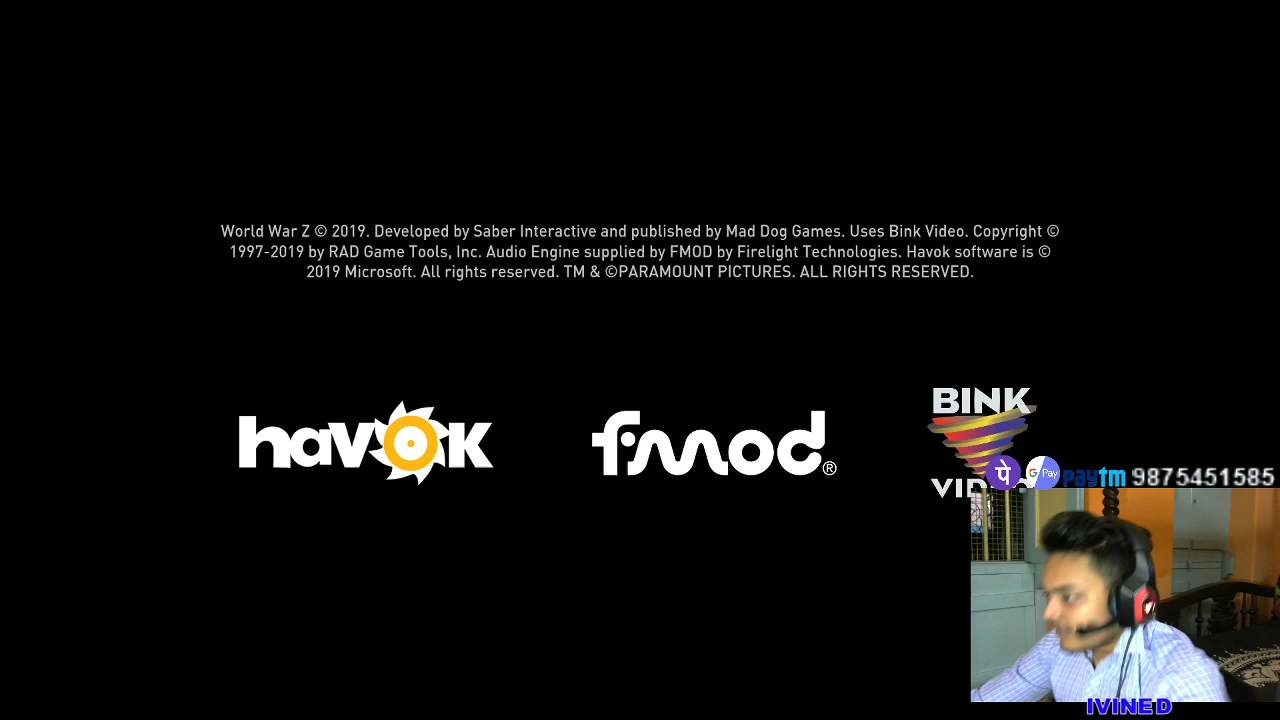 World War Z © 2019. Developed by Saber Interactive and published by Mad Dog Games. Uses Bink Video. Copyright ©
1997-2019 by RAD Game Tools, Inc. Audio Engine supplied by FMOD by Firelight Technologies. Havok software is ©
2019 Microsoft. All rights reserved. TM & ©PARAMOUNT PICTURES. ALL RIGHTS RESERVED.
havok
fmod®
BINK
पे G Pay paytm 9875451585
IVINED